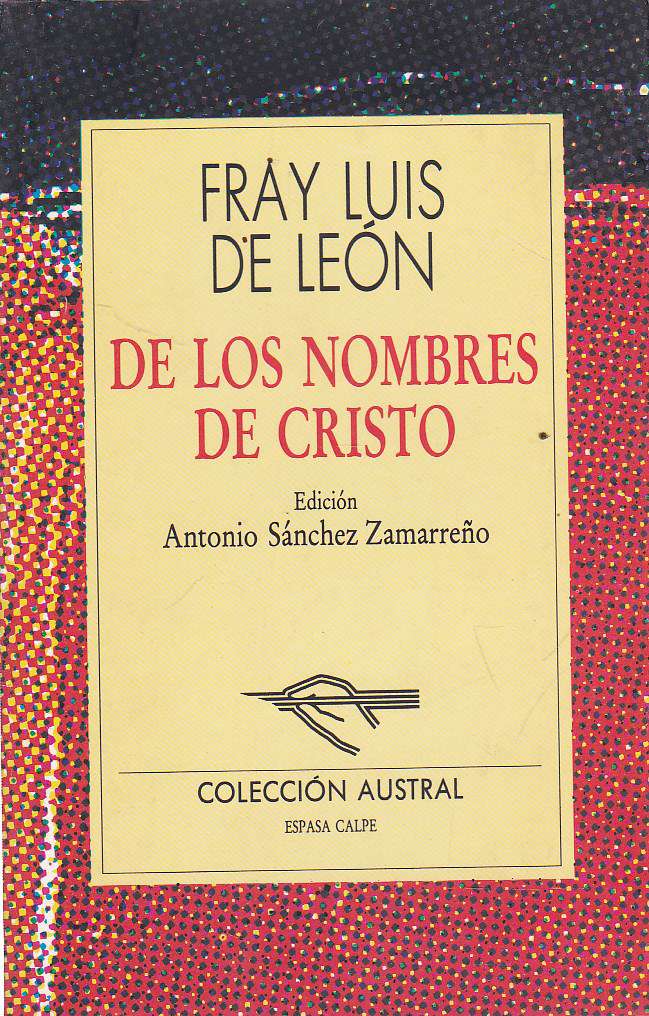 FRAY LUIS
DE LEÓN
DE LOS NOMBRES
DE CRISTO
Edición
Antonio Sánchez Zamarreño
COLECCIÓN AUSTRAL
ESPASA CALPE